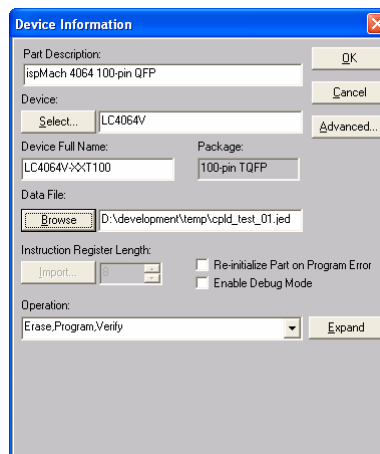 Device Information
Part Description:
ispMach 4064 100-pin QFP
OK
Device:
Cancel
Select... LC4064V
Advanced...
Device Full Name: Package:
LC4064V-XXT100 100-pin TQFP
Data File:
Browse D:\development\temp\cpld_test_01.jed
Instruction Register Length:
Import... 8
Re-initialize Part on Program Error
Enable Debug Mode
Operation:
Erase,Program,Verify Expand